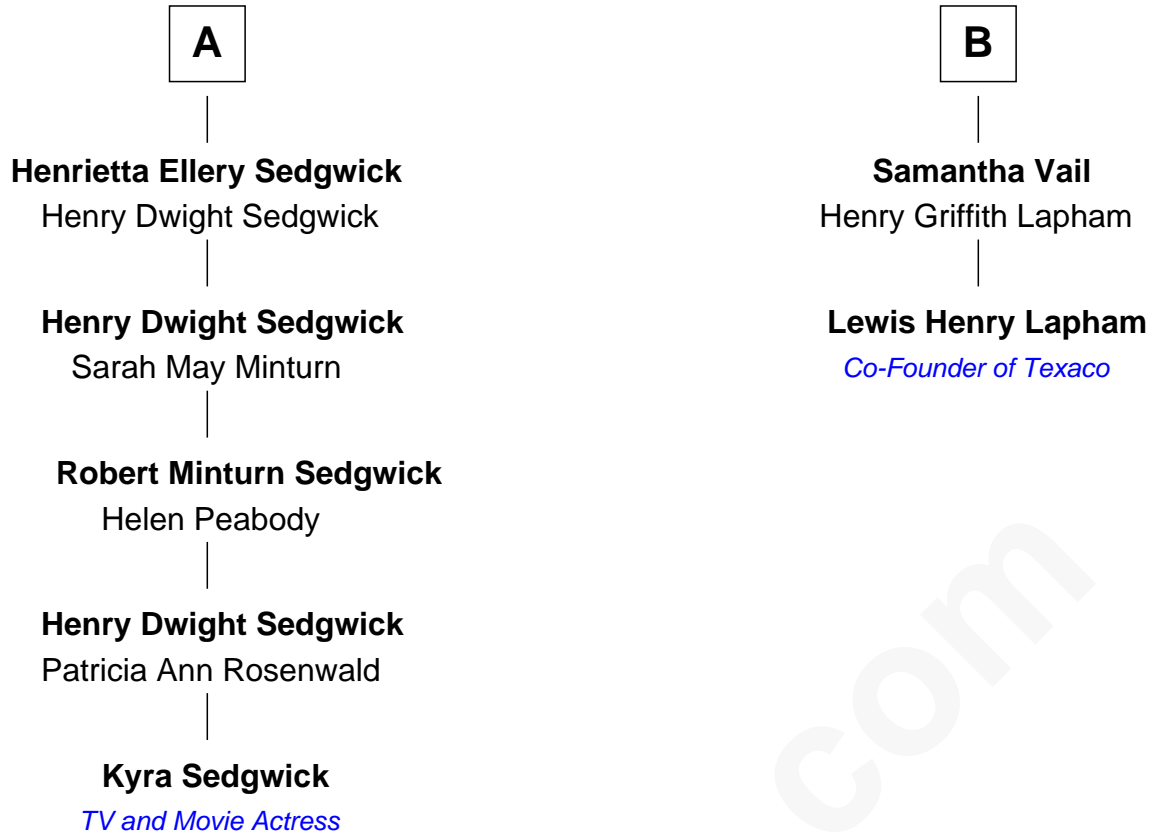 A
Henrietta Ellery Sedgwick
Henry Dwight Sedgwick
Henry Dwight Sedgwick
Sarah May Minturn
Robert Minturn Sedgwick
Helen Peabody
Henry Dwight Sedgwick
Patricia Ann Rosenwald
Kyra Sedgwick
TV and Movie Actress
B
Samantha Vail
Henry Griffith Lapham
Lewis Henry Lapham
Co-Founder of Texaco
com